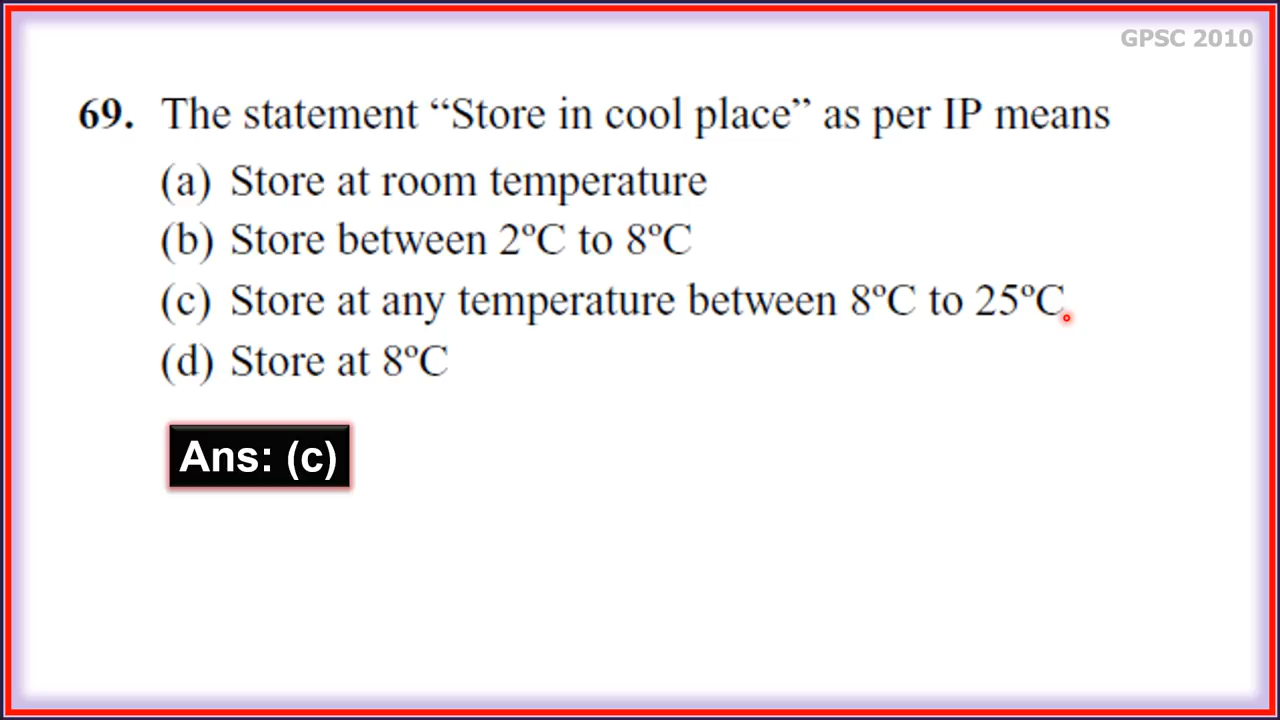 GPSC 2010
69. The statement “Store in cool place” as per IP means
(a) Store at room temperature
(b) Store between 2ºC to 8ºC
(c) Store at any temperature between 8ºC to 25ºC
(d) Store at 8ºC
Ans: (c)